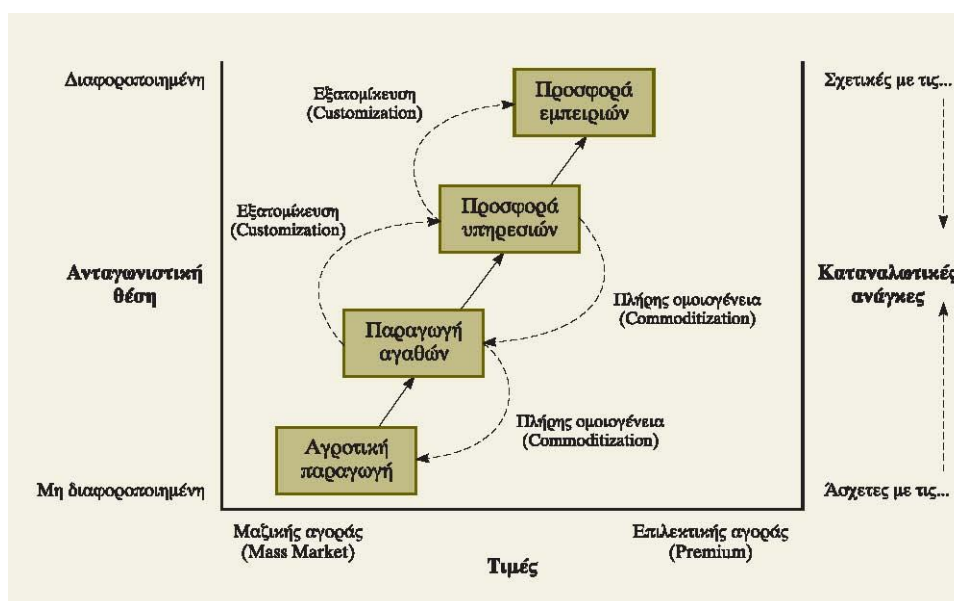 Διαφοροποιημένη
Εξατομίκευση
(Customization)
Προσφορά
εμπειριών
Σχετικές με τις...
Εξατομίκευση
(Customization)
Προσφορά
υπηρεσιών
Ανταγωνιστική
θέση
Πλήρης ομοιογένεια
(Commoditization)
Καταναλωτικές
ανάγκες
Παραγωγή
αγαθών
Πλήρης ομοιογένεια
(Commoditization)
Αγροτική
παραγωγή
Μη διαφοροποιημένη
Άσχετες με τις...
Μαζικής αγοράς
(Mass Market)
Επιλεκτικής αγοράς
(Premium)
Τιμές